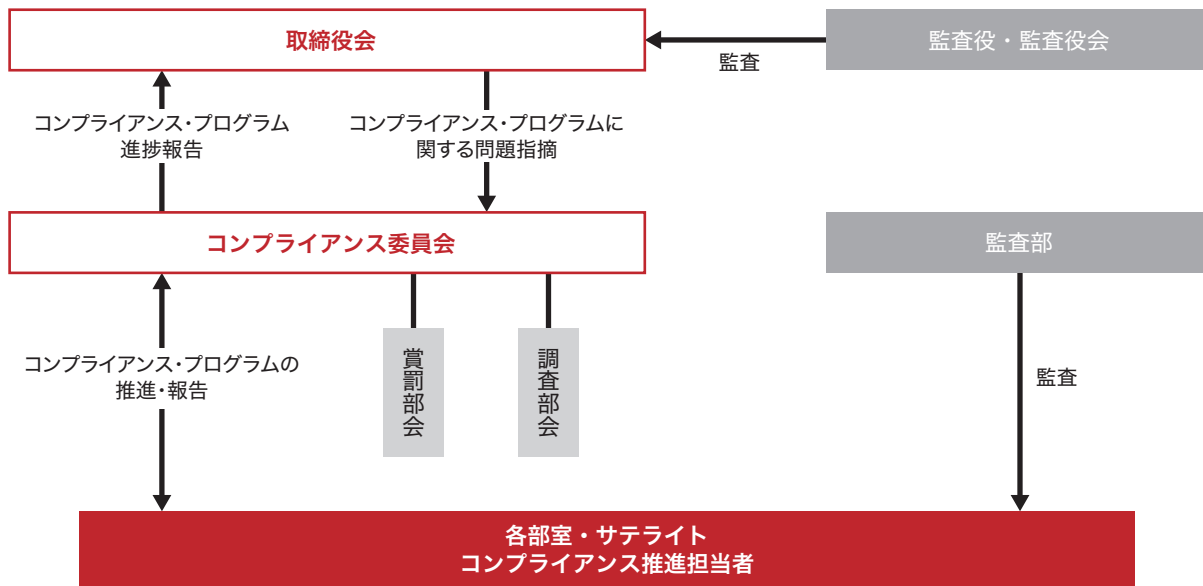 取締役会
監査役・監査役会
監査
コンプライアンス・プログラム
進捗報告
コンプライアンス・プログラムに
関する問題指摘
コンプライアンス委員会
監査部
コンプライアンス・プログラムの
推進・報告
賞罰部会
調査部会
監査
各部室・サテライト
コンプライアンス推進担当者